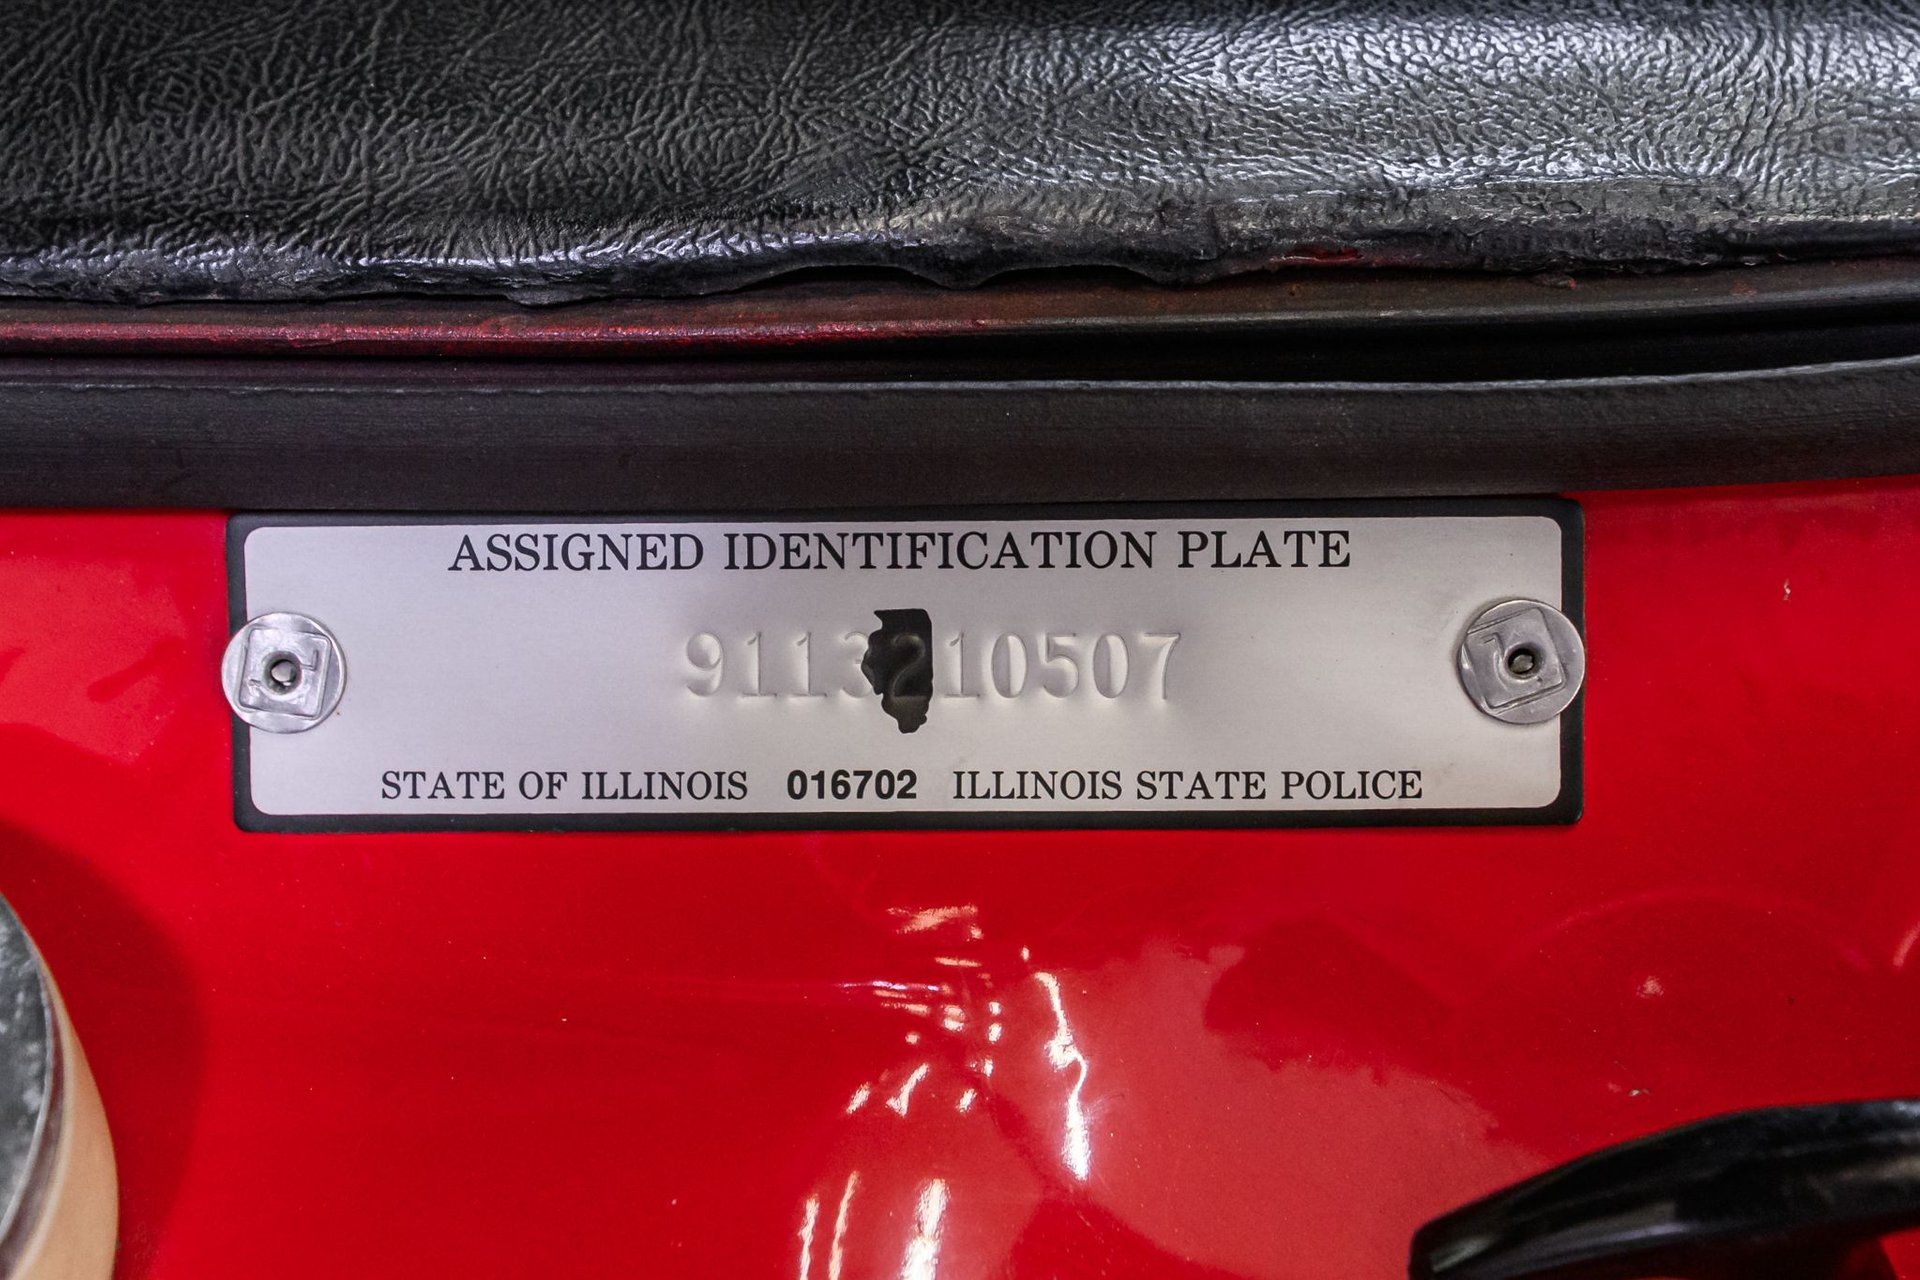 ASSIGNED IDENTIFICATION PLATE
9113210507
STATE OF ILLINOIS 016702 ILLINOIS STATE POLICE